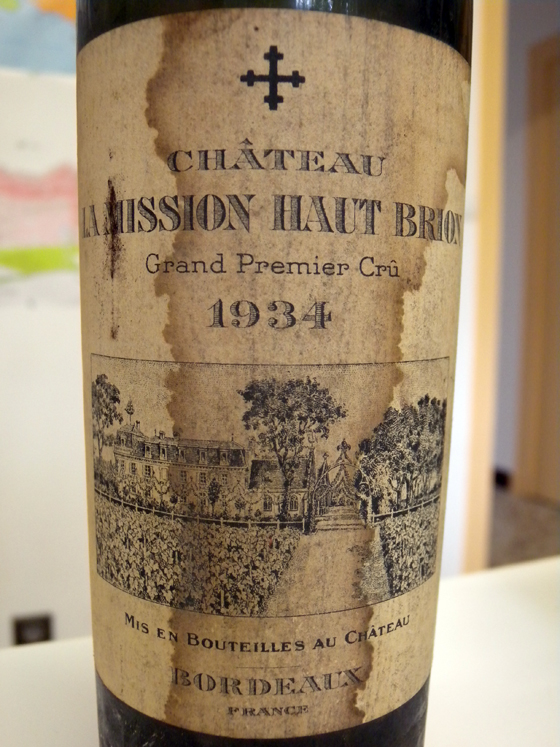 CHÂTEAU
LA MISSION HAUT BRION
Grand Premier Crû
1934
MIS EN BOUTEILLES AU CHÂTEAU
BORDEAUX
FRANCE